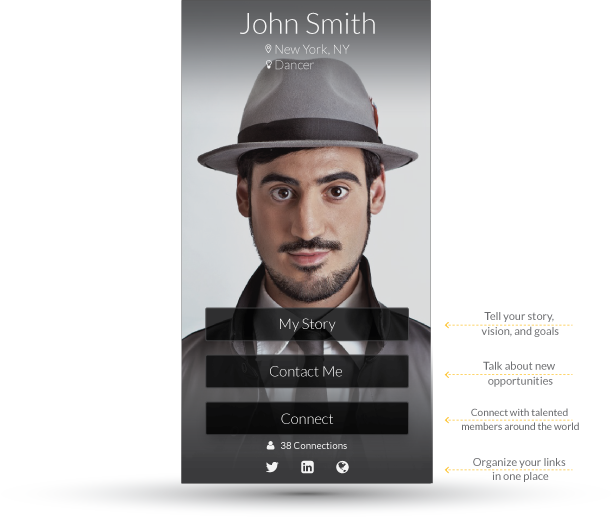 John Smith
New York, NY
Dancer
My Story
Tell your story,
vision, and goals
Contact Me
Talk about new
opportunities
Connect
Connect with talented
members around the world
38 Connections
Organize your links
in one place